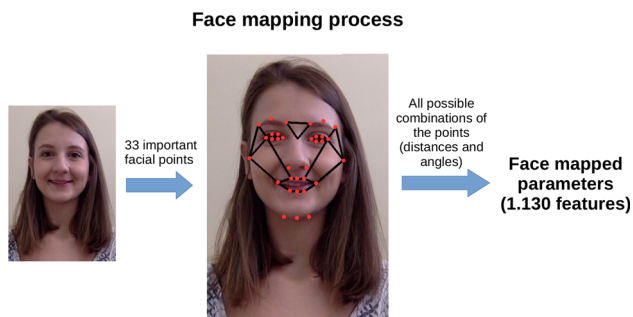 Face mapping process
33 important
facial points
All possible
combinations of
the points
(distances and
angles)
Face mapped
parameters
(1.130 features)